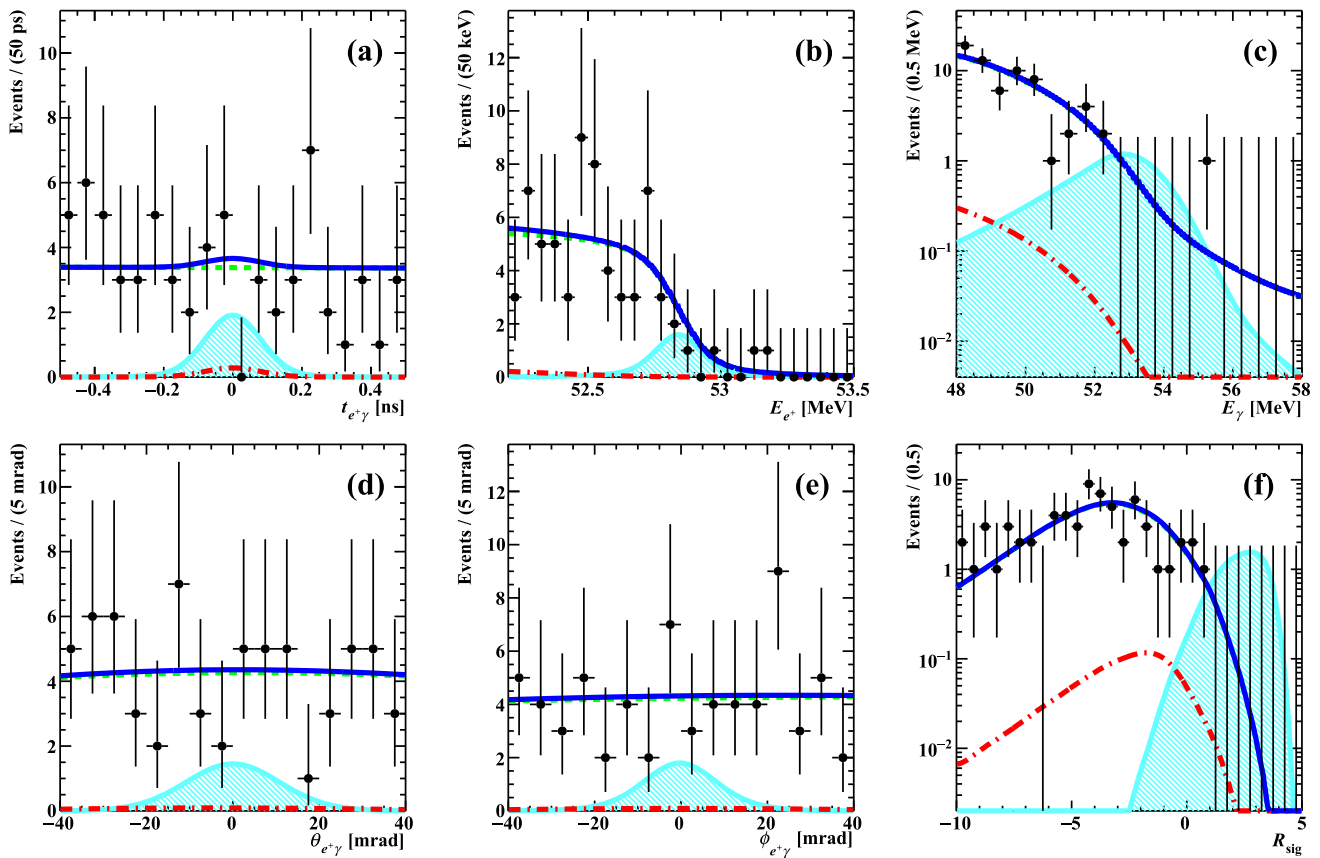 (a)
Events / (50 ps)
10
8
6
4
2
0
−0.4 −0.2 0 0.2 0.4
t_{e⁺γ} [ns]
(b)
Events / (50 keV)
12
10
8
6
4
2
0
52.5 53 53.5
E_{e⁺} [MeV]
(c)
Events / (0.5 MeV)
10
1
10⁻¹
10⁻²
48 50 52 54 56 58
E_γ [MeV]
(d)
Events / (5 mrad)
10
8
6
4
2
0
−40 −20 0 20 40
θ_{e⁺γ} [mrad]
(e)
Events / (5 mrad)
12
10
8
6
4
2
0
−40 −20 0 20 40
ϕ_{e⁺γ} [mrad]
(f)
Events / (0.5)
10
1
10⁻¹
10⁻²
−10 −5 0 5
R_{sig}